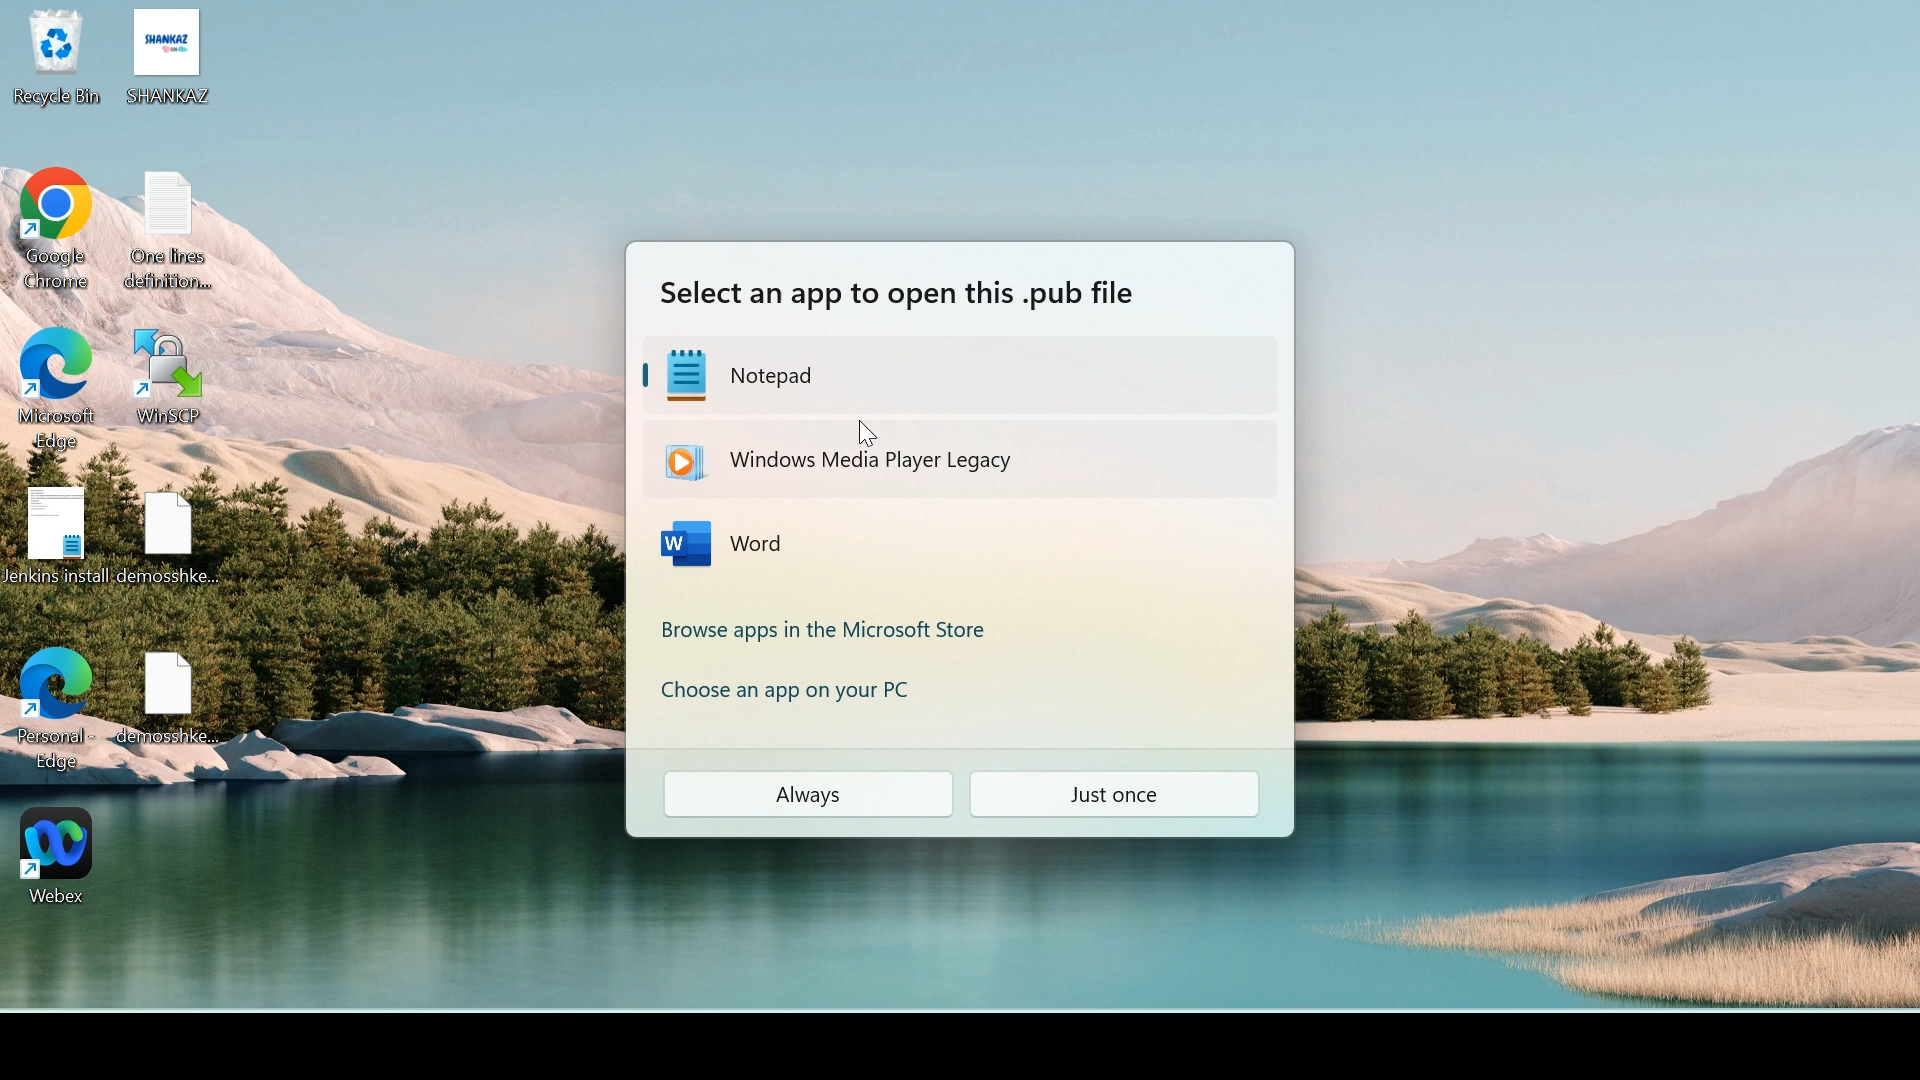 Recycle Bin
SHANKAZ
SHANKAZ
Google
Chrome
One lines
definition...
Microsoft
Edge
WinSCP
Jenkins install
demosshke...
Personal -
Edge
demosshke...
Webex
Select an app to open this .pub file
Notepad
Windows Media Player Legacy
W
Word
Browse apps in the Microsoft Store
Choose an app on your PC
Always
Just once